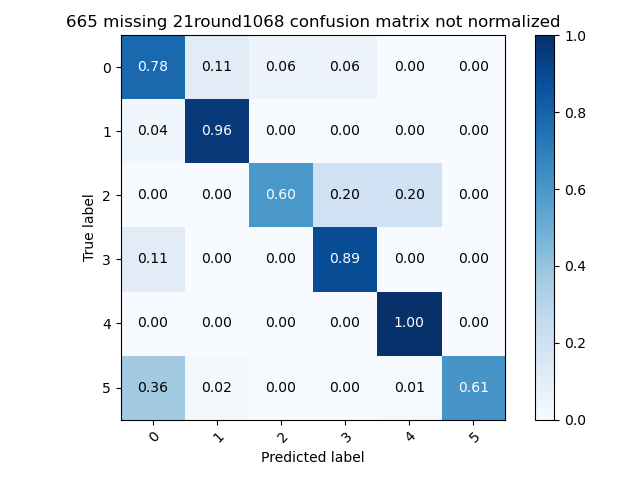 665 missing 21round1068 confusion matrix not normalized
0 0.78 0.11 0.06 0.06 0.00 0.00
1 0.04 0.96 0.00 0.00 0.00 0.00
2 0.00 0.00 0.60 0.20 0.20 0.00
3 0.11 0.00 0.00 0.89 0.00 0.00
4 0.00 0.00 0.00 0.00 1.00 0.00
5 0.36 0.02 0.00 0.00 0.01 0.61
0 1 2 3 4 5
True label
Predicted label
1.0
0.8
0.6
0.4
0.2
0.0